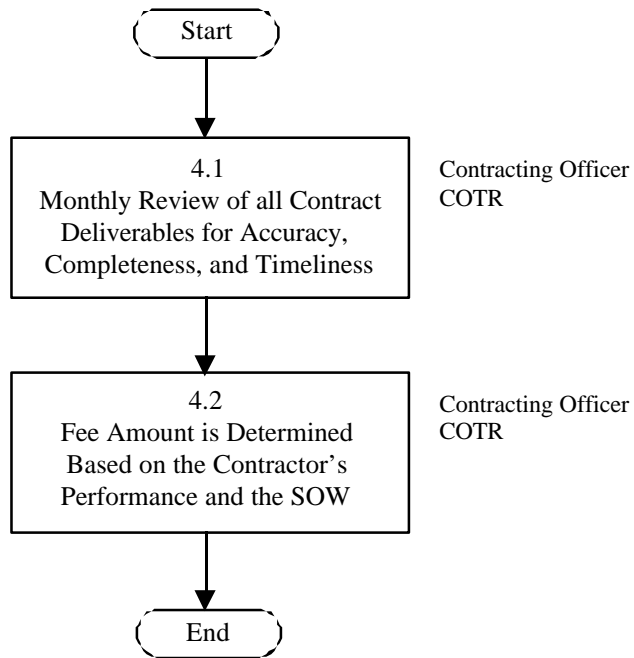 Start
4.1
Monthly Review of all Contract
Deliverables for Accuracy,
Completeness, and Timeliness
Contracting Officer
COTR
4.2
Fee Amount is Determined
Based on the Contractor’s
Performance and the SOW
Contracting Officer
COTR
End